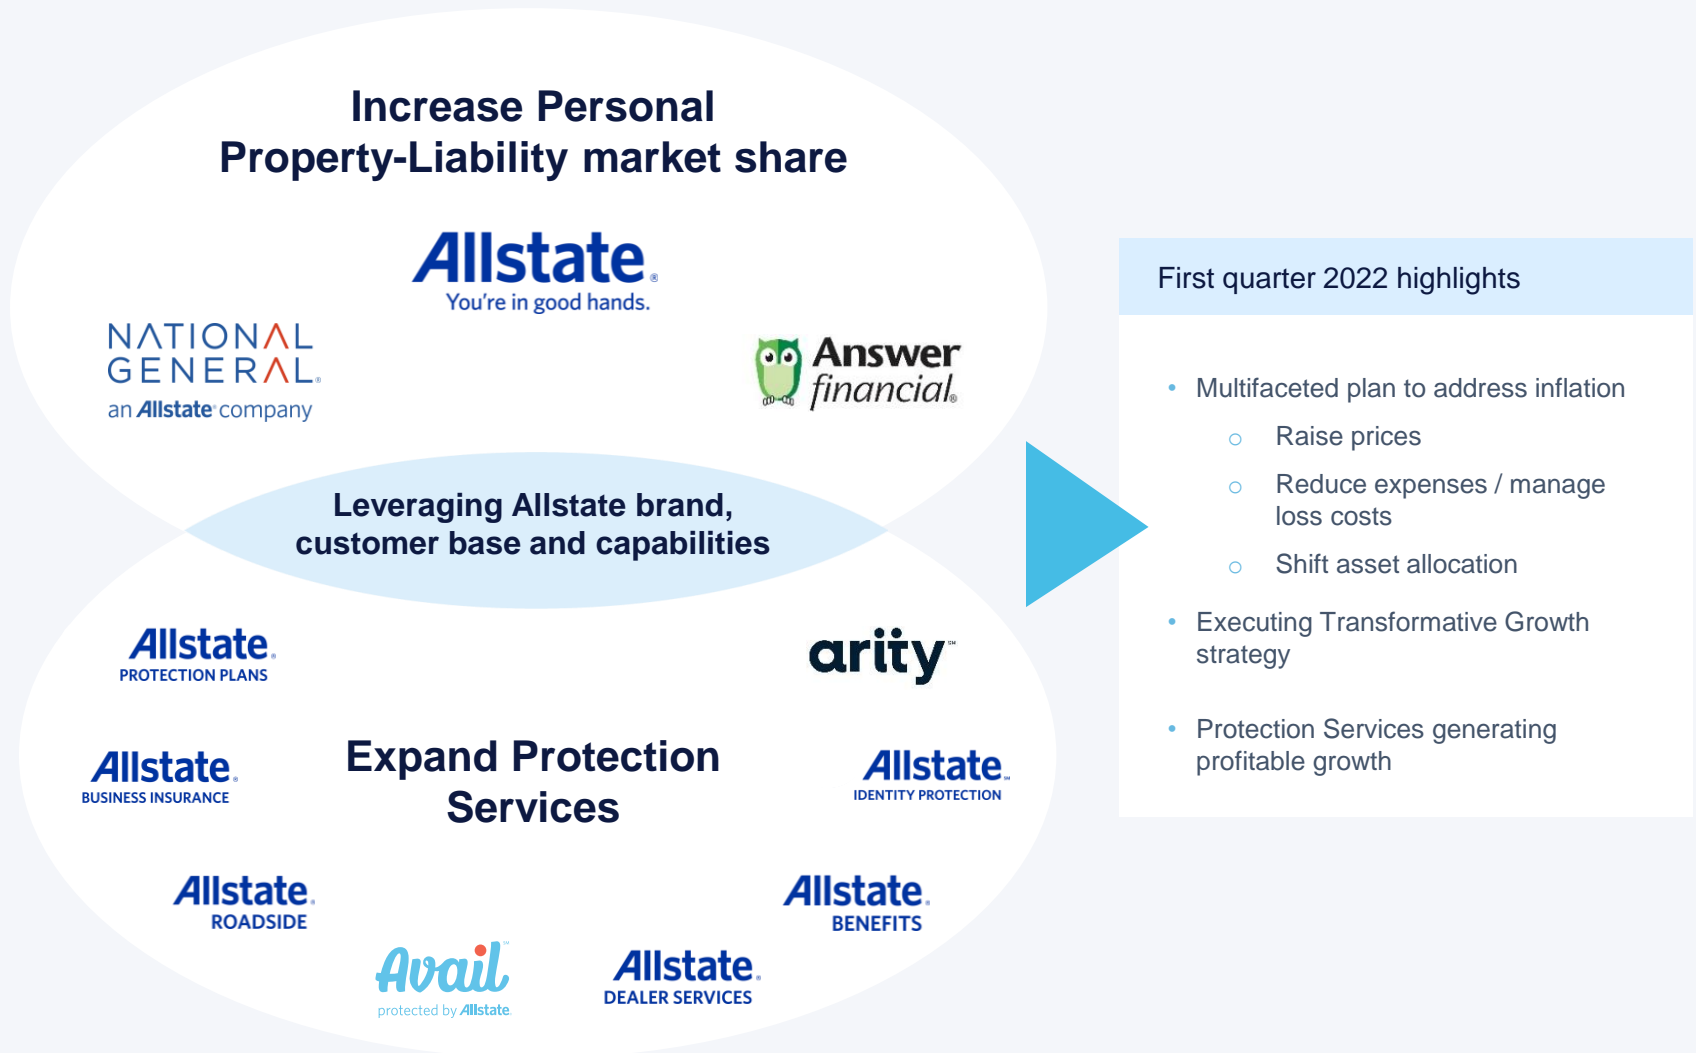 Increase Personal
Property-Liability market share
Allstate®
You're in good hands.
NATIONAL
GENERAL®
an Allstate® company
Answer
financial®
Leveraging Allstate brand,
customer base and capabilities
Allstate®
PROTECTION PLANS
arity℠
Allstate®
BUSINESS INSURANCE
Expand Protection
Services
Allstate℠
IDENTITY PROTECTION
Allstate®
ROADSIDE
Allstate®
BENEFITS
Avail℠
protected by Allstate®
Allstate®
DEALER SERVICES
First quarter 2022 highlights
• Multifaceted plan to address inflation
o Raise prices
o Reduce expenses / manage
loss costs
o Shift asset allocation
• Executing Transformative Growth
strategy
• Protection Services generating
profitable growth